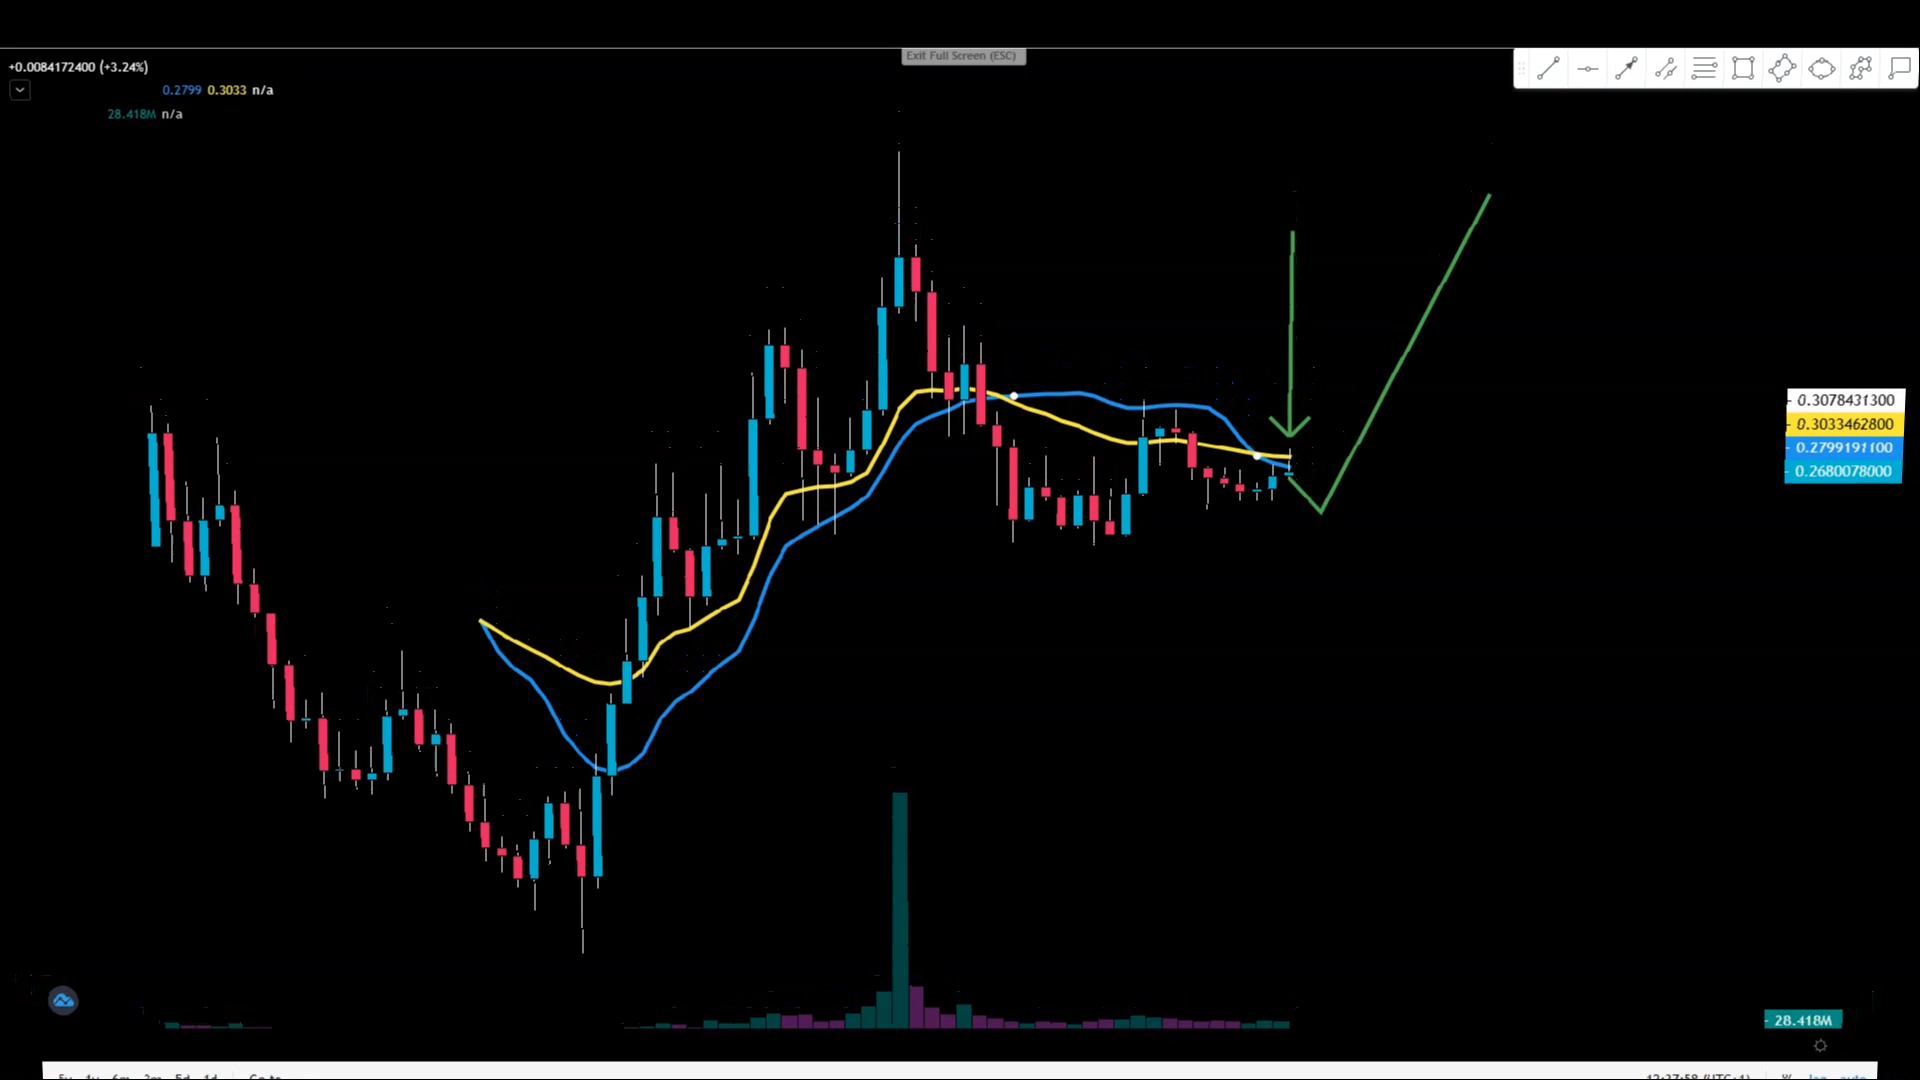 Exit Full Screen (ESC)
+0.0084172400 (+3.24%)
0.2799 0.3033 n/a
28.418M n/a
0.3078431300
0.3033462800
0.2799191100
0.2680078000
28.418M